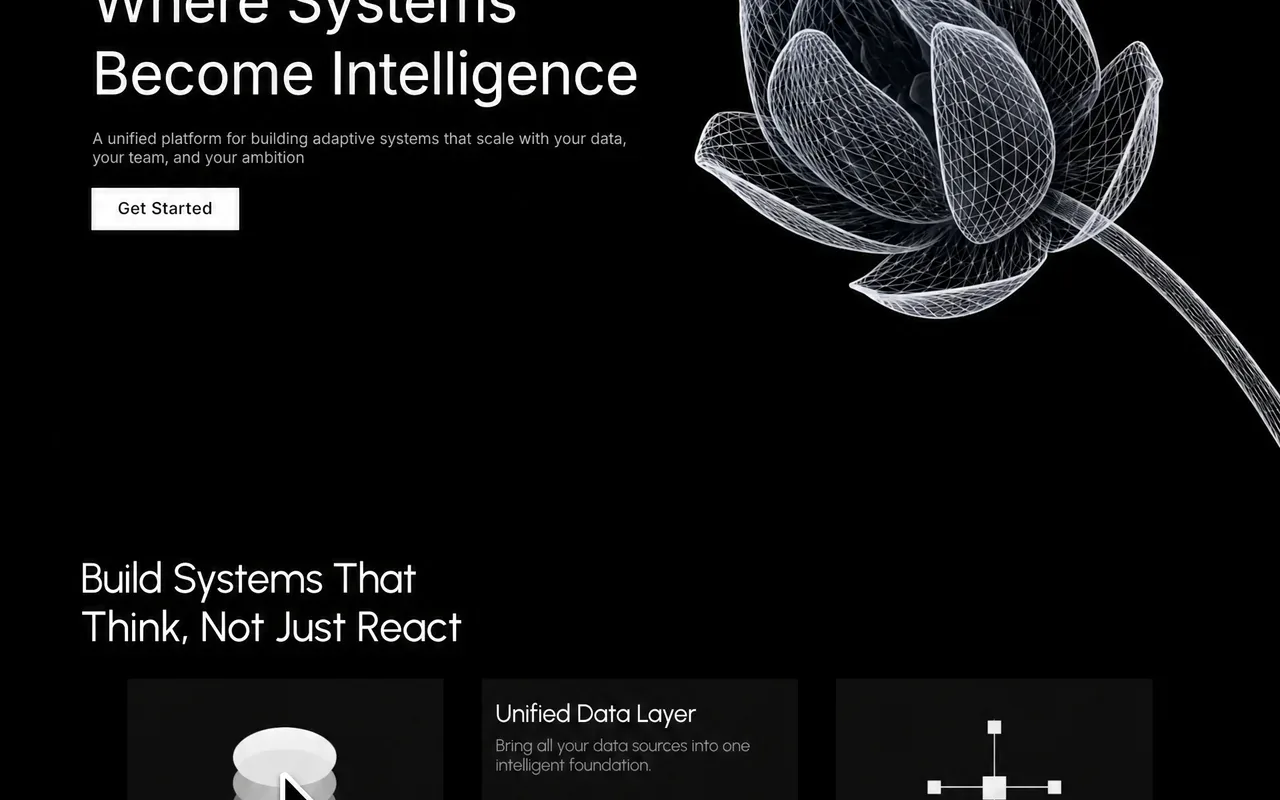 Where Systems
Become Intelligence
A unified platform for building adaptive systems that scale with your data,
your team, and your ambition
Get Started
Build Systems That
Think, Not Just React
Unified Data Layer
Bring all your data sources into one
intelligent foundation.